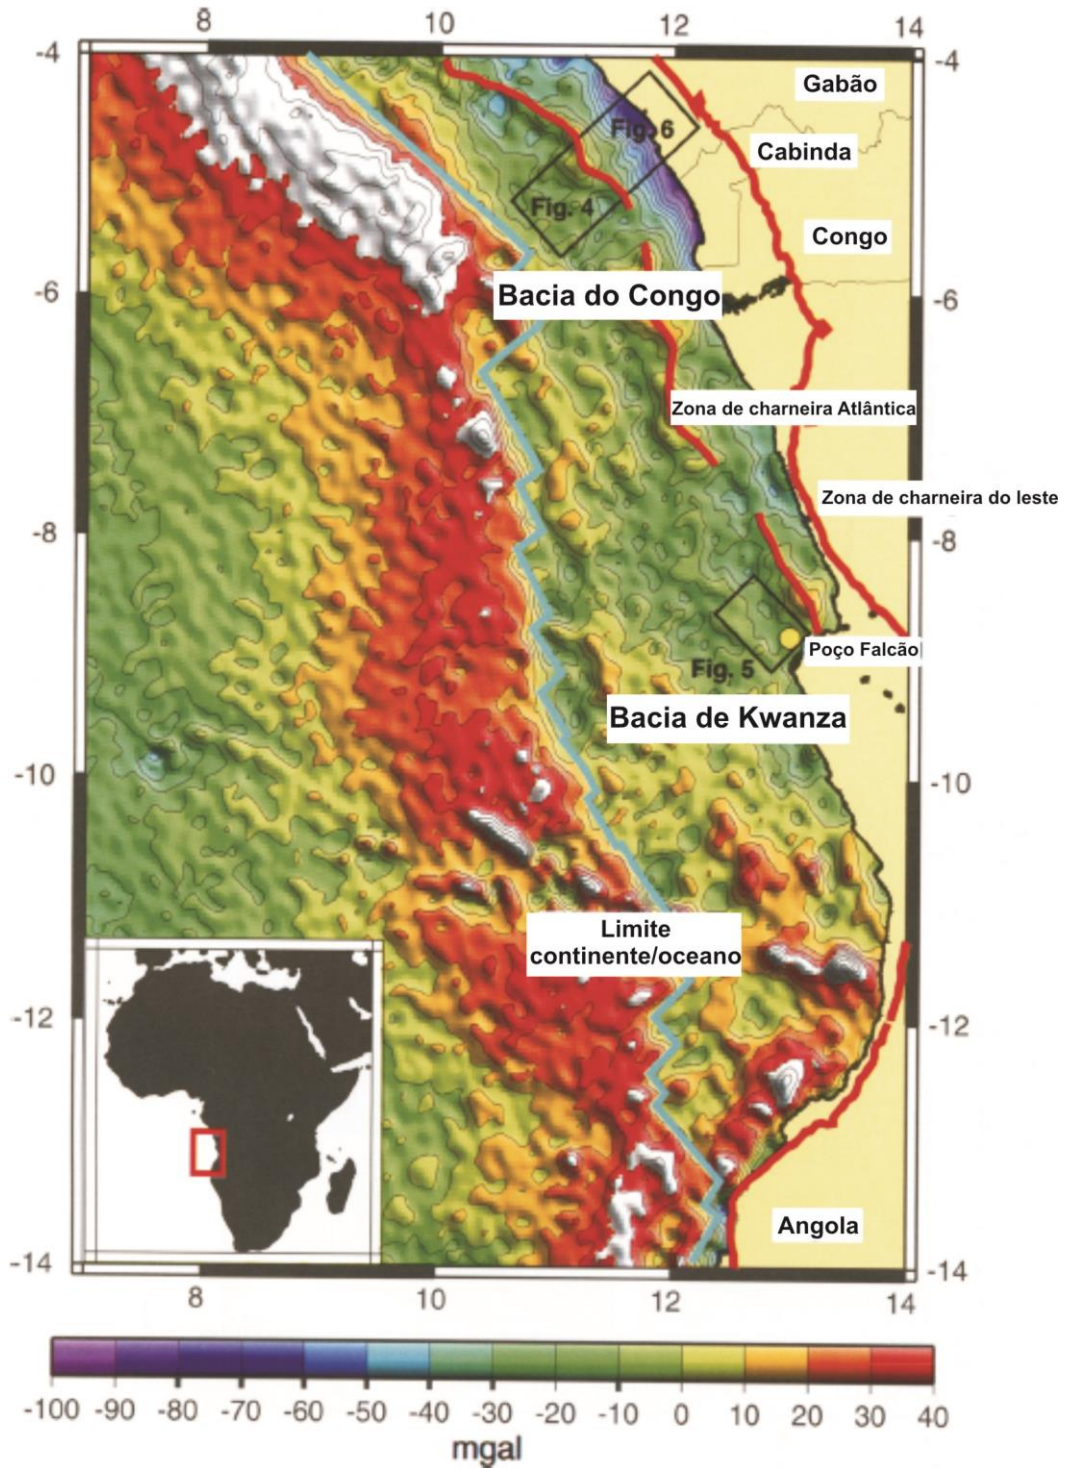 8 10 12 14
-4 -4
Gabão
Fig. 6
Cabinda
Fig. 4
Congo
-6 -6
Bacia do Congo
Zona de charneira Atlântica
Zona de charneira do leste
-8 -8
Poço Falcão
Fig. 5
Bacia de Kwanza
-10 -10
Limite
continente/oceano
-12 -12
Angola
-14 -14
8 10 12 14
-100 -90 -80 -70 -60 -50 -40 -30 -20 -10 0 10 20 30 40
mgal